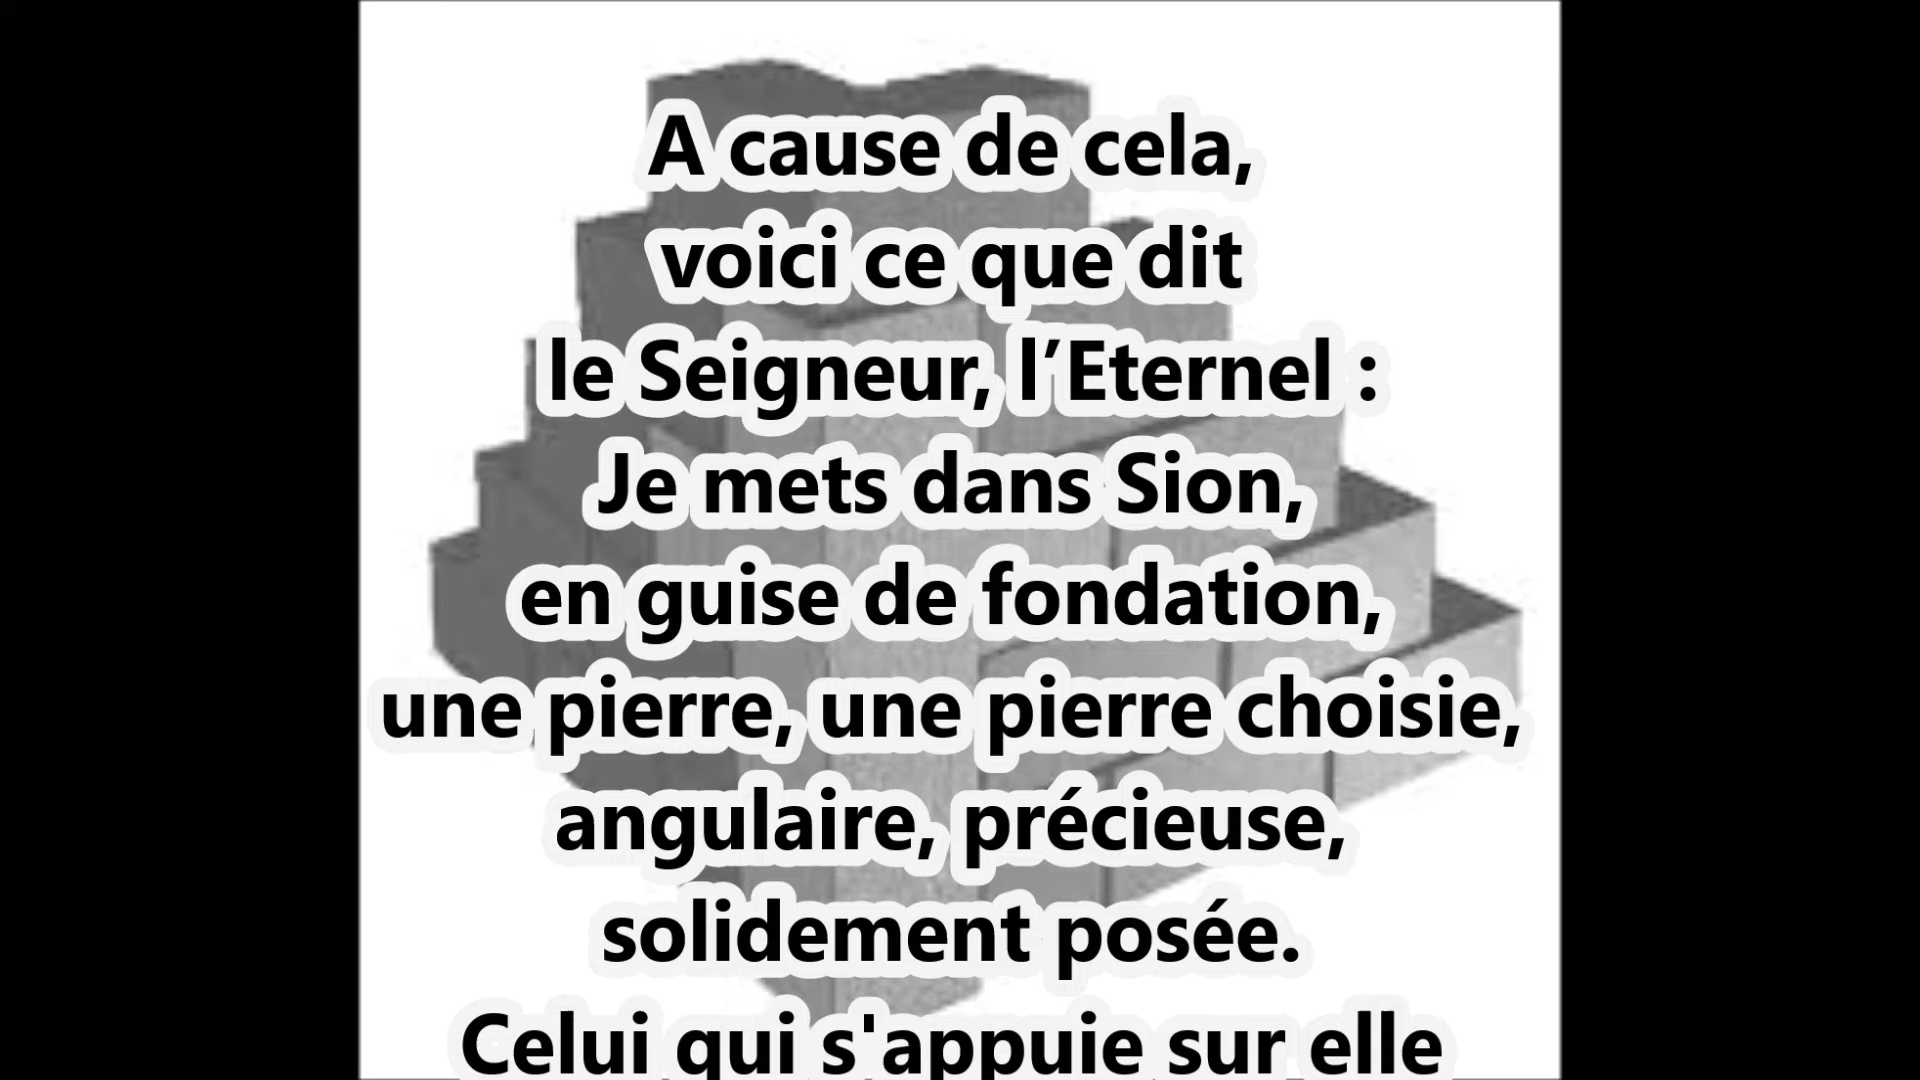 A cause de cela,
voici ce que dit
le Seigneur, l’Eternel :
Je mets dans Sion,
en guise de fondation,
une pierre, une pierre choisie,
angulaire, précieuse,
solidement posée.
Celui qui s'appuie sur elle